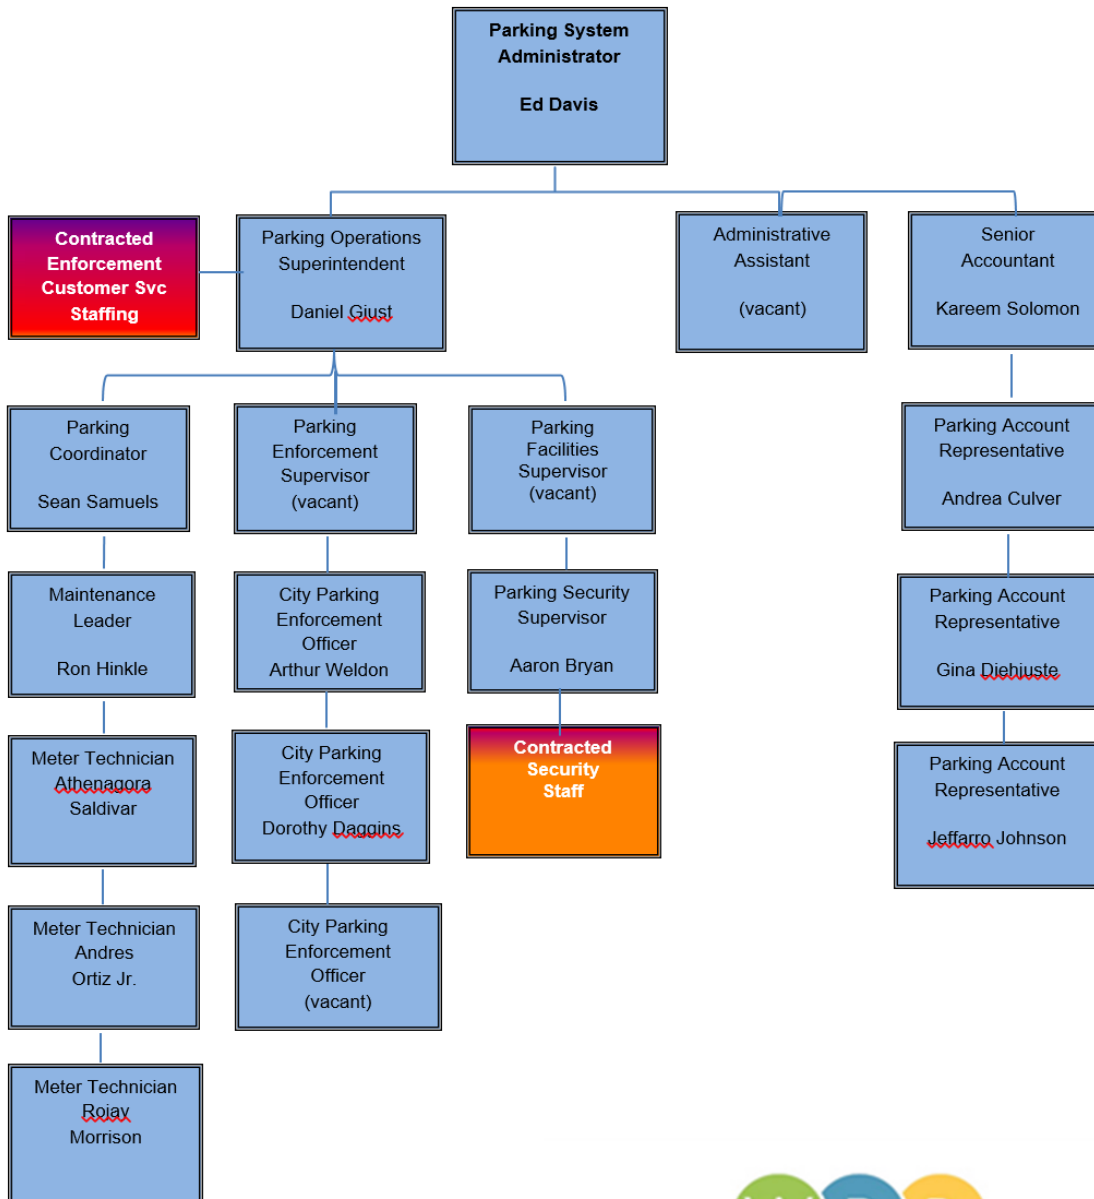 Parking System
Administrator
Ed Davis
Contracted
Enforcement
Customer Svc
Staffing
Parking Operations
Superintendent
Daniel Giust
Administrative
Assistant
(vacant)
Senior
Accountant
Kareem Solomon
Parking
Coordinator
Sean Samuels
Parking
Enforcement
Supervisor
(vacant)
Parking
Facilities
Supervisor
(vacant)
Parking Account
Representative
Andrea Culver
Maintenance
Leader
Ron Hinkle
City Parking
Enforcement
Officer
Arthur Weldon
Parking Security
Supervisor
Aaron Bryan
Parking Account
Representative
Gina Diehjuste
Meter Technician
Athenagora
Saldivar
City Parking
Enforcement
Officer
Dorothy Daggins
Contracted
Security
Staff
Parking Account
Representative
Jeffarro Johnson
Meter Technician
Andres
Ortiz Jr.
City Parking
Enforcement
Officer
(vacant)
Meter Technician
Rojay
Morrison